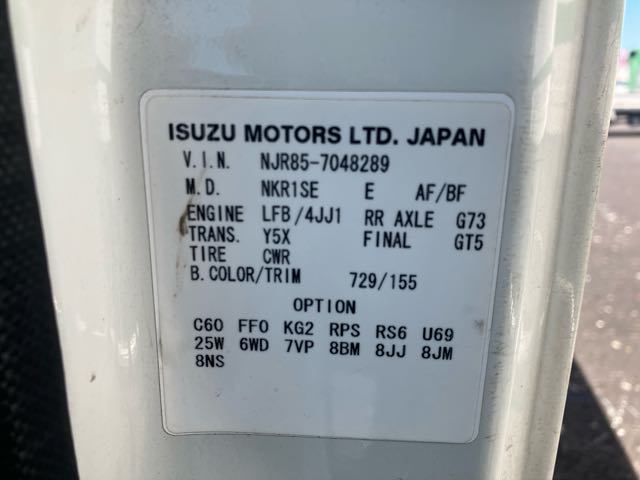 ISUZU MOTORS LTD. JAPAN
V.I.N. NJR85-7048289
M.D. NKR1SE E AF/BF
ENGINE LFB/4JJ1 RR AXLE G73
TRANS. Y5X FINAL GT5
TIRE CWR
B.COLOR/TRIM 729/155
OPTION
C60 FF0 KG2 RPS RS6 U69
25W 6WD 7VP 8BM 8JJ 8JM
8NS